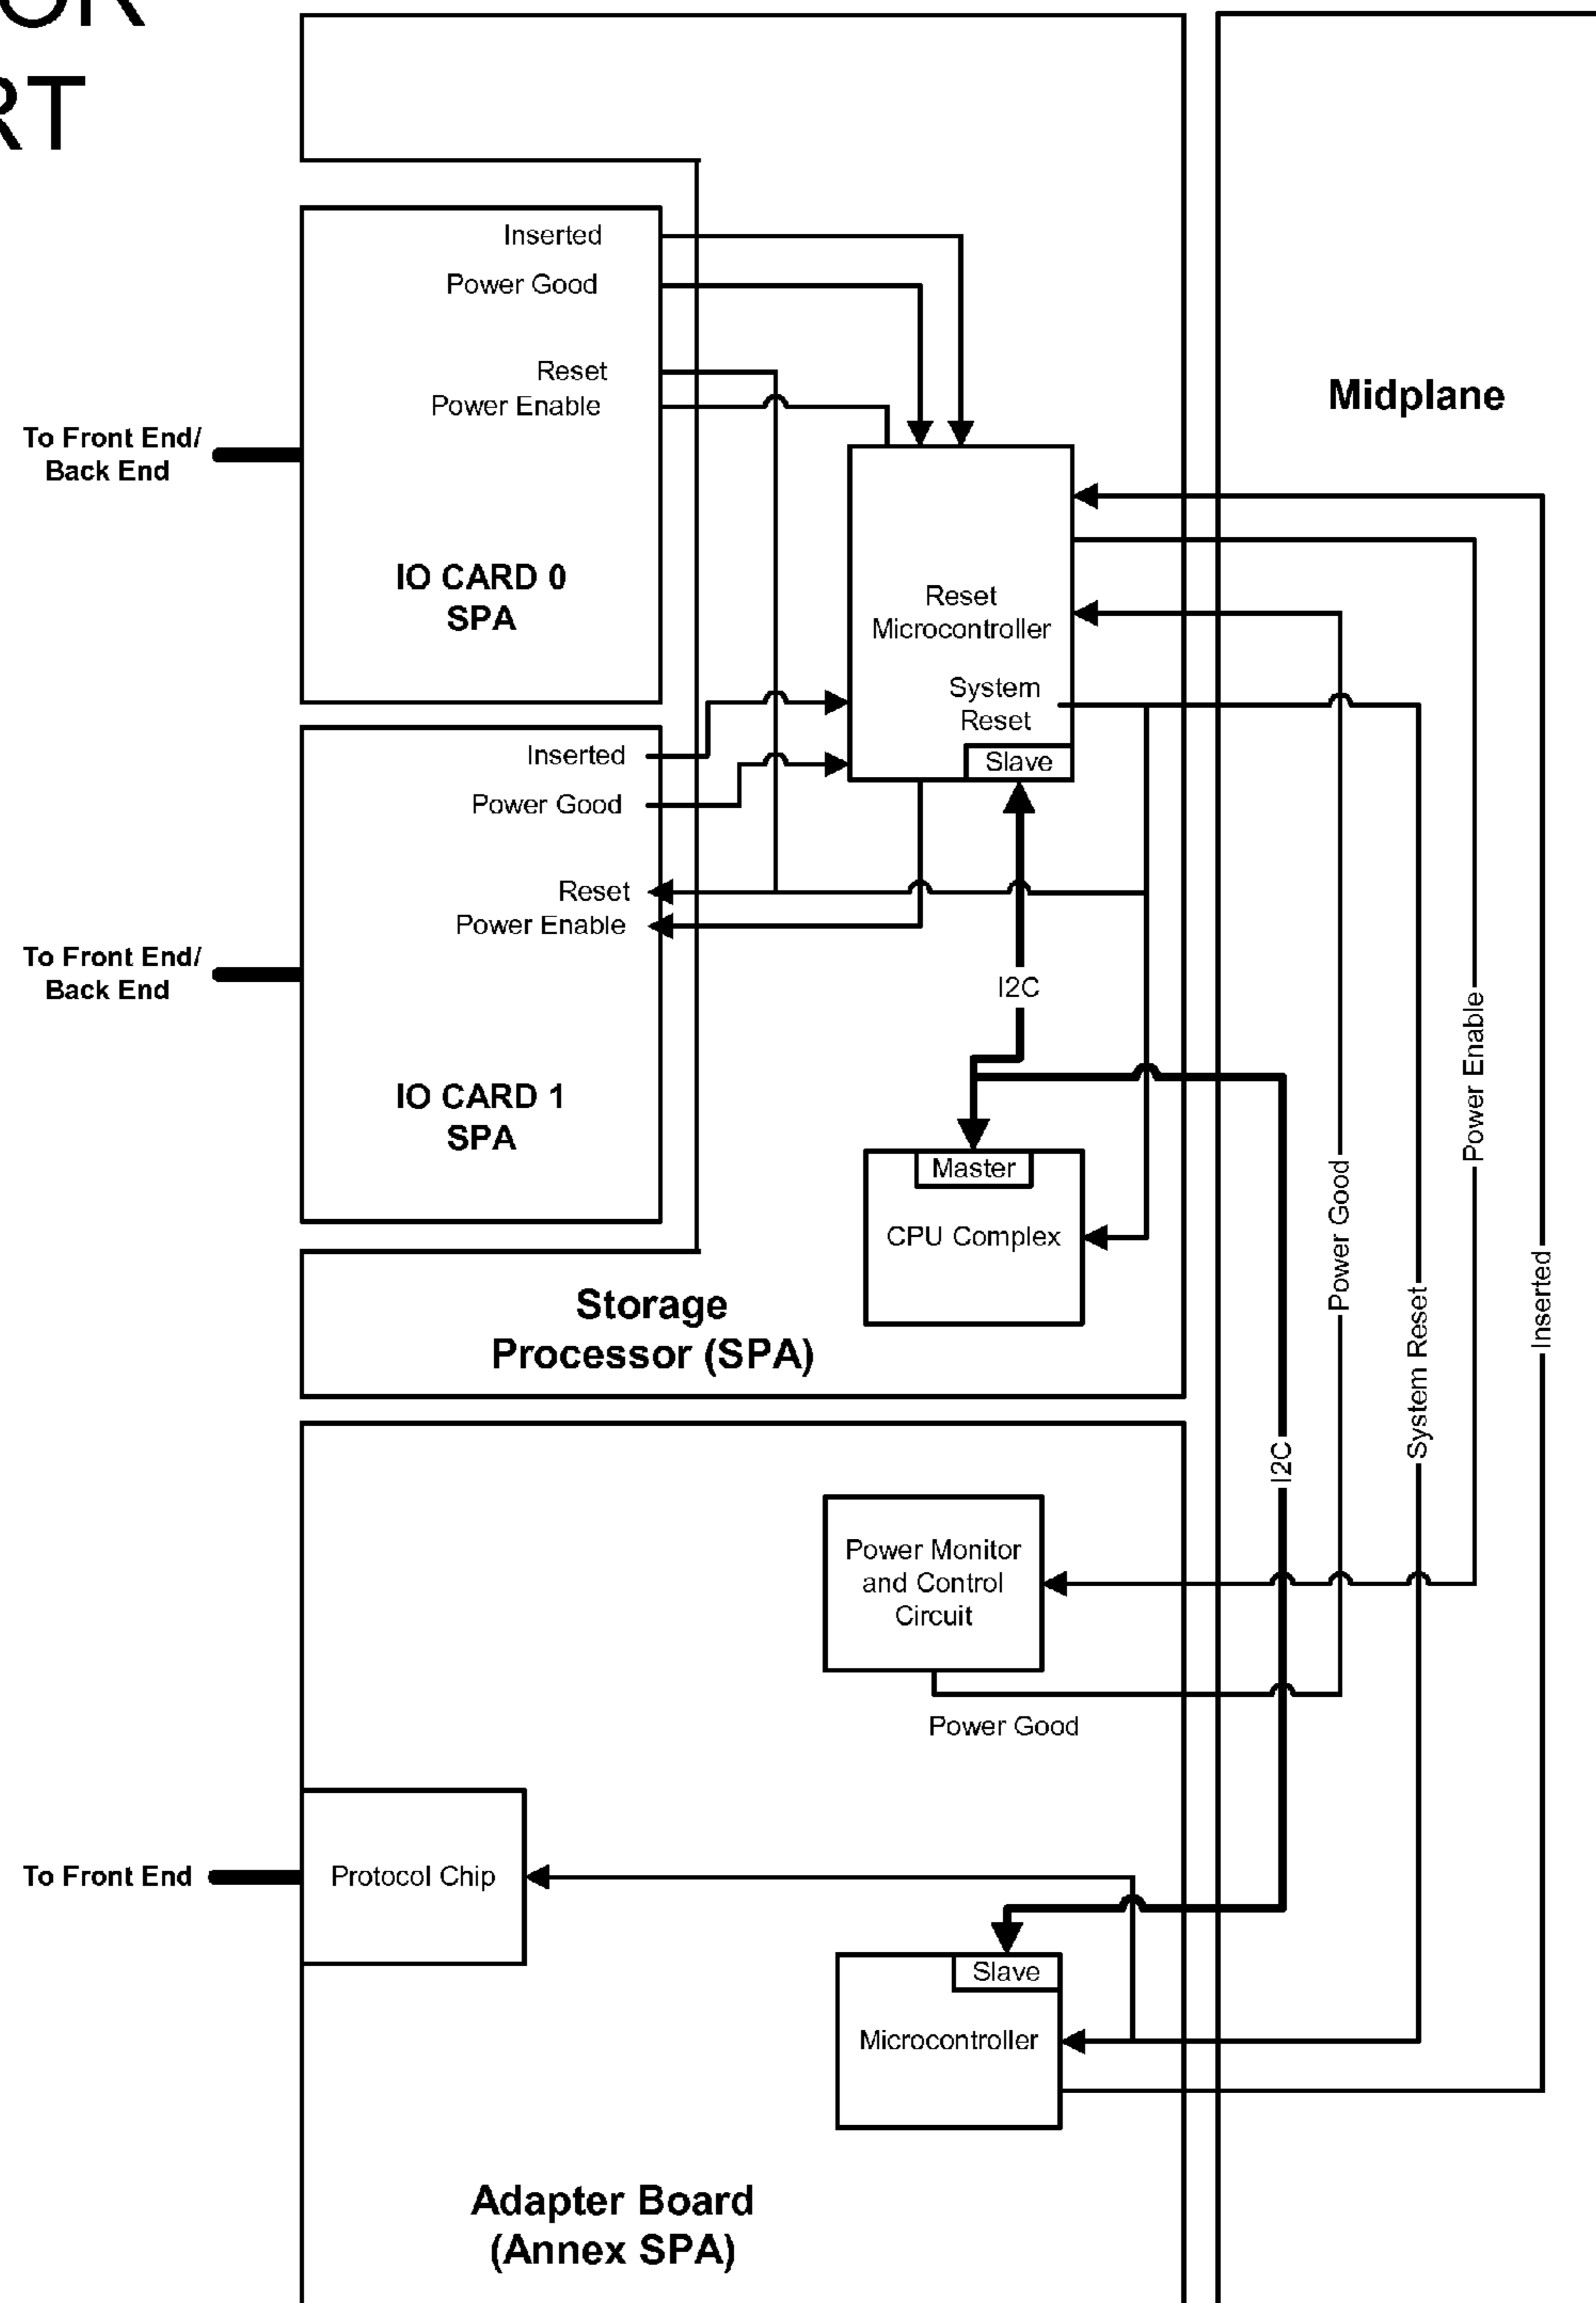 OR
RT
Inserted
Power Good
Reset
Power Enable
To Front End/
Back End
IO CARD 0
SPA
Midplane
Reset
Microcontroller
System
Reset
Slave
Inserted
Power Good
Reset
Power Enable
To Front End/
Back End
I2C
IO CARD 1
SPA
Master
CPU Complex
Storage
Processor (SPA)
I2C
Power Good
System Reset
Power Enable
Inserted
Power Monitor
and Control
Circuit
Power Good
To Front End
Protocol Chip
Slave
Microcontroller
Adapter Board
(Annex SPA)